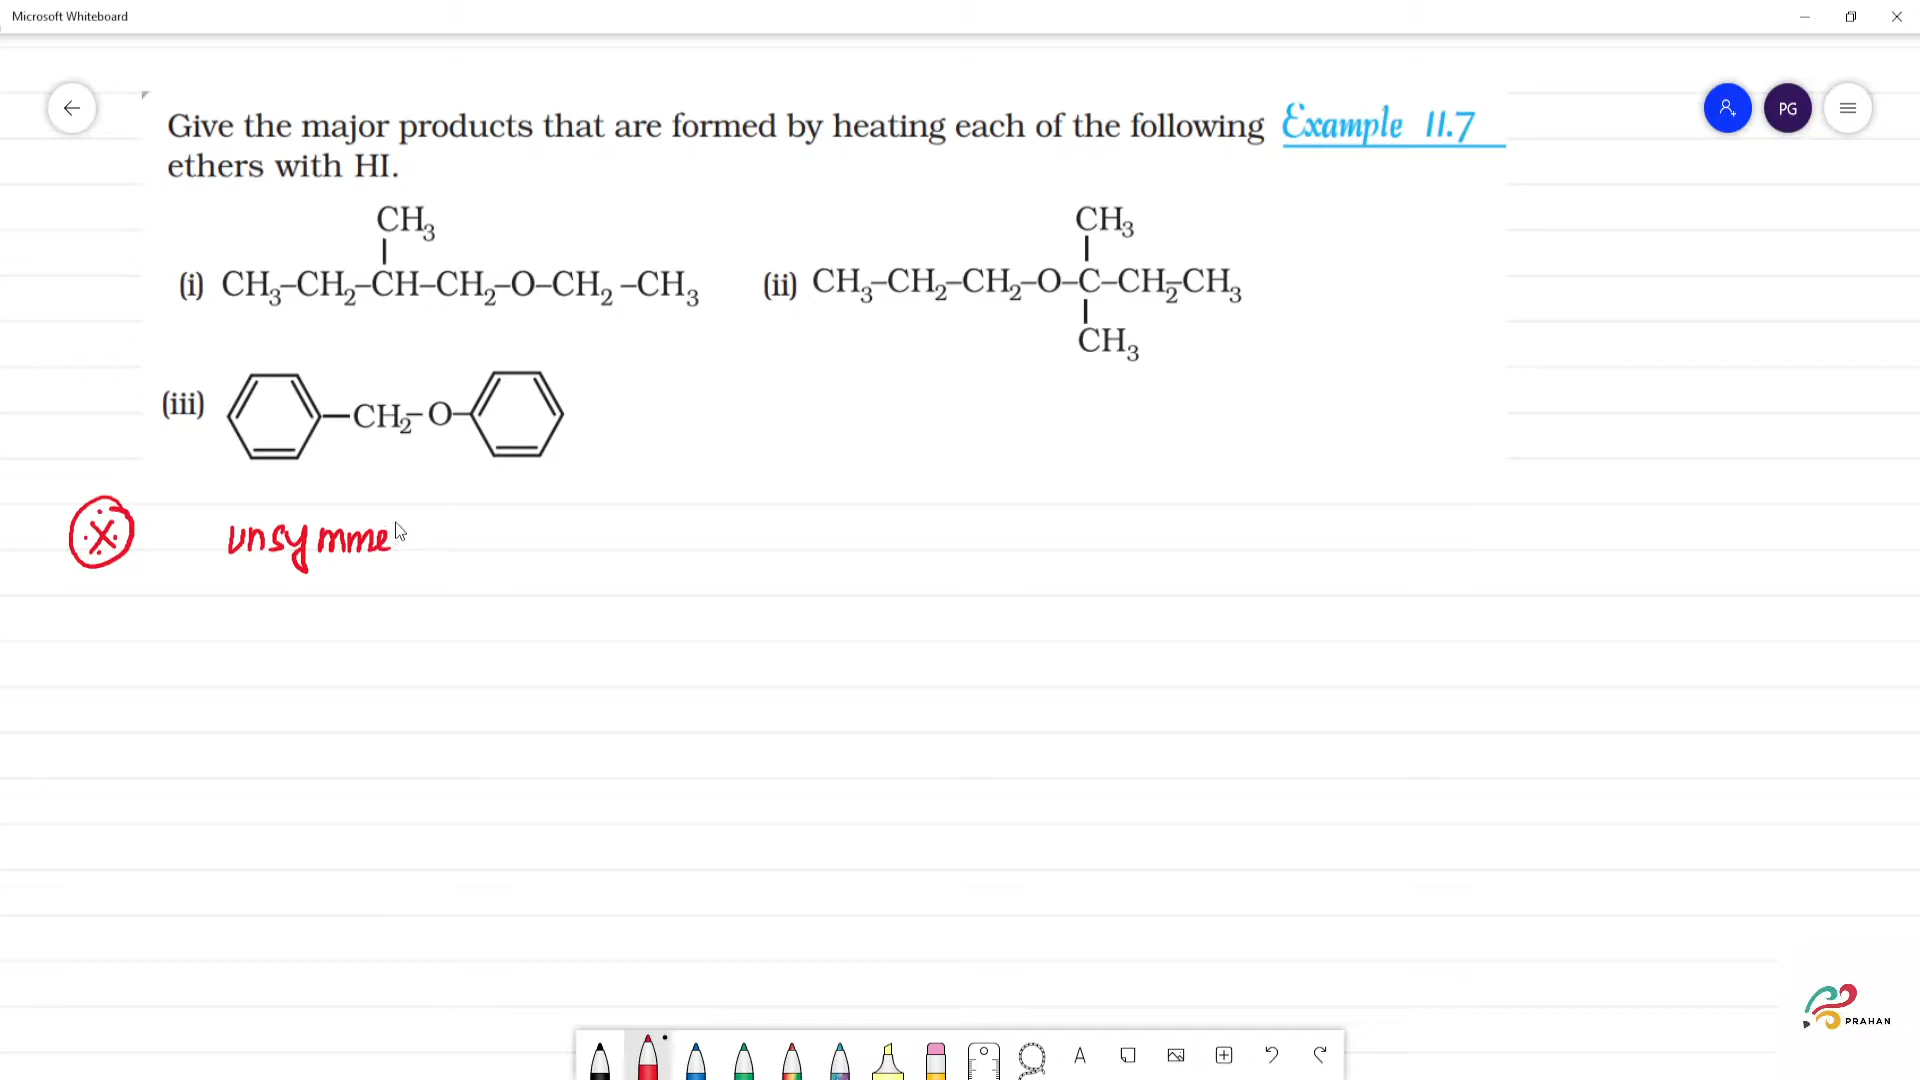 Microsoft Whiteboard
Give the major products that are formed by heating each of the following Example 11.7
ethers with HI.
CH3
(i) CH3–CH2–CH–CH2–O–CH2–CH3
CH3
(ii) CH3–CH2–CH2–O–C–CH2–CH3
CH3
(iii) –CH2–O–
X unsymme
PG
A
PRAHAN